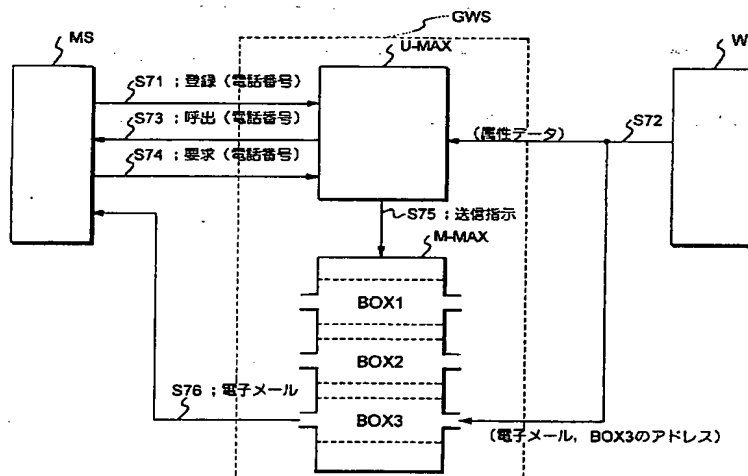 GWS
MS
U-MAX
W
S71 ; 登録 (電話番号)
S73 ; 呼出 (電話番号)
S74 ; 要求 (電話番号)
(属性データ)
S72
S75 ; 送信指示
M-MAX
BOX1
BOX2
BOX3
S76 ; 電子メール
(電子メール, BOX3のアドレス)